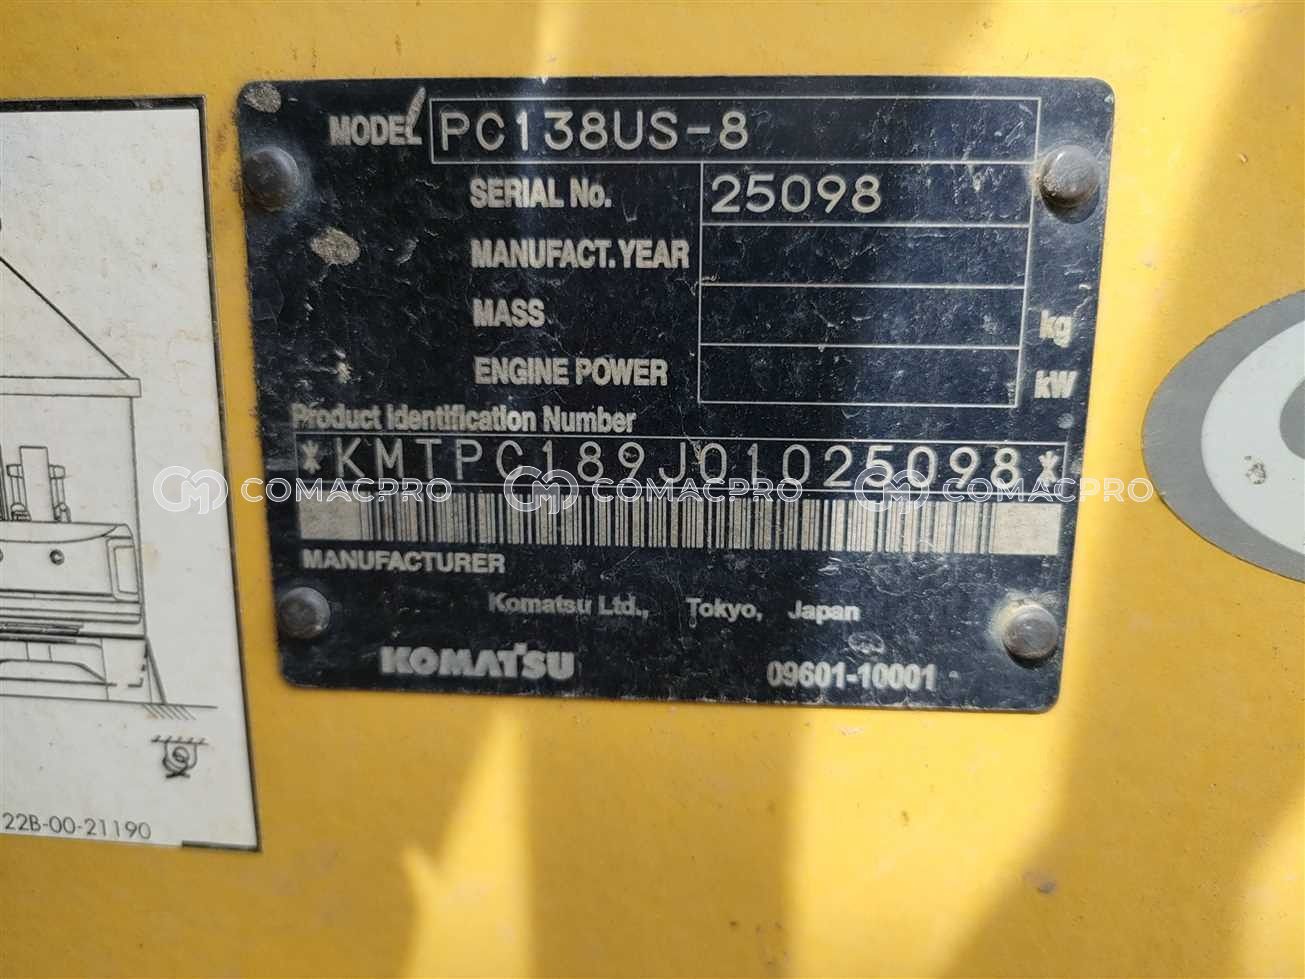 MODEL PC138US-8
SERIAL No. 25098
MANUFACT. YEAR
MASS kg
ENGINE POWER kW
Product Identification Number
*KMTPC189J01025098*
COMACPRO COMACPRO COMACPRO
MANUFACTURER
Komatsu Ltd., Tokyo, Japan
KOMATSU 09601-10001
22B-00-21190